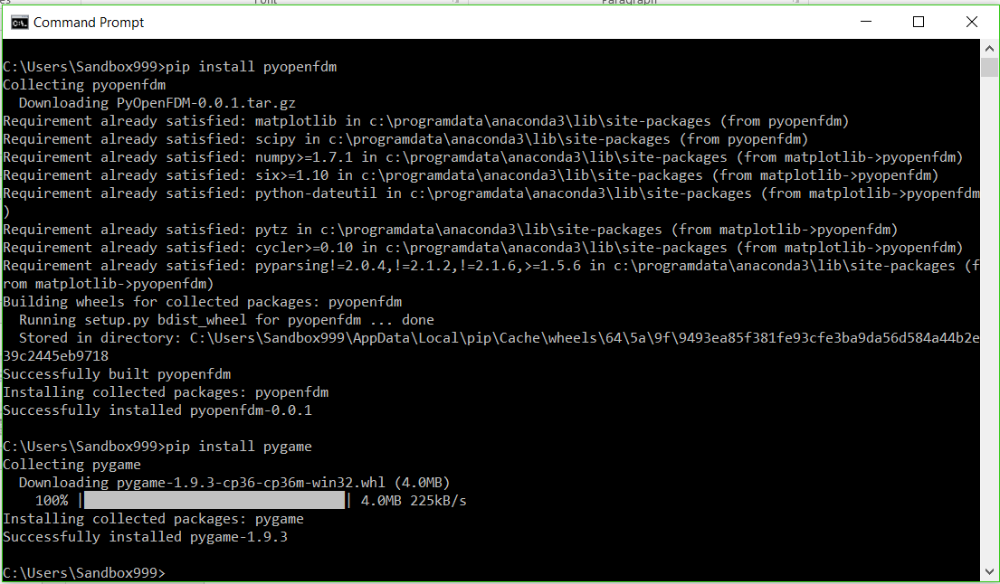 Font
Paragraph
Command Prompt
C:\Users\Sandbox999>pip install pyopenfdm
Collecting pyopenfdm
  Downloading PyOpenFDM-0.0.1.tar.gz
Requirement already satisfied: matplotlib in c:\programdata\anaconda3\lib\site-packages (from pyopenfdm)
Requirement already satisfied: scipy in c:\programdata\anaconda3\lib\site-packages (from pyopenfdm)
Requirement already satisfied: numpy>=1.7.1 in c:\programdata\anaconda3\lib\site-packages (from matplotlib->pyopenfdm)
Requirement already satisfied: six>=1.10 in c:\programdata\anaconda3\lib\site-packages (from matplotlib->pyopenfdm)
Requirement already satisfied: python-dateutil in c:\programdata\anaconda3\lib\site-packages (from matplotlib->pyopenfdm
)
Requirement already satisfied: pytz in c:\programdata\anaconda3\lib\site-packages (from matplotlib->pyopenfdm)
Requirement already satisfied: cycler>=0.10 in c:\programdata\anaconda3\lib\site-packages (from matplotlib->pyopenfdm)
Requirement already satisfied: pyparsing!=2.0.4,!=2.1.2,!=2.1.6,>=1.5.6 in c:\programdata\anaconda3\lib\site-packages (f
rom matplotlib->pyopenfdm)
Building wheels for collected packages: pyopenfdm
  Running setup.py bdist_wheel for pyopenfdm ... done
  Stored in directory: C:\Users\Sandbox999\AppData\Local\pip\Cache\wheels\64\5a\9f\9493ea85f381fe93cfe3ba9da56d584a44b2e
39c2445eb9718
Successfully built pyopenfdm
Installing collected packages: pyopenfdm
Successfully installed pyopenfdm-0.0.1
C:\Users\Sandbox999>pip install pygame
Collecting pygame
  Downloading pygame-1.9.3-cp36-cp36m-win32.whl (4.0MB)
    100% |████████████████████████████████| 4.0MB 225kB/s
Installing collected packages: pygame
Successfully installed pygame-1.9.3
C:\Users\Sandbox999>